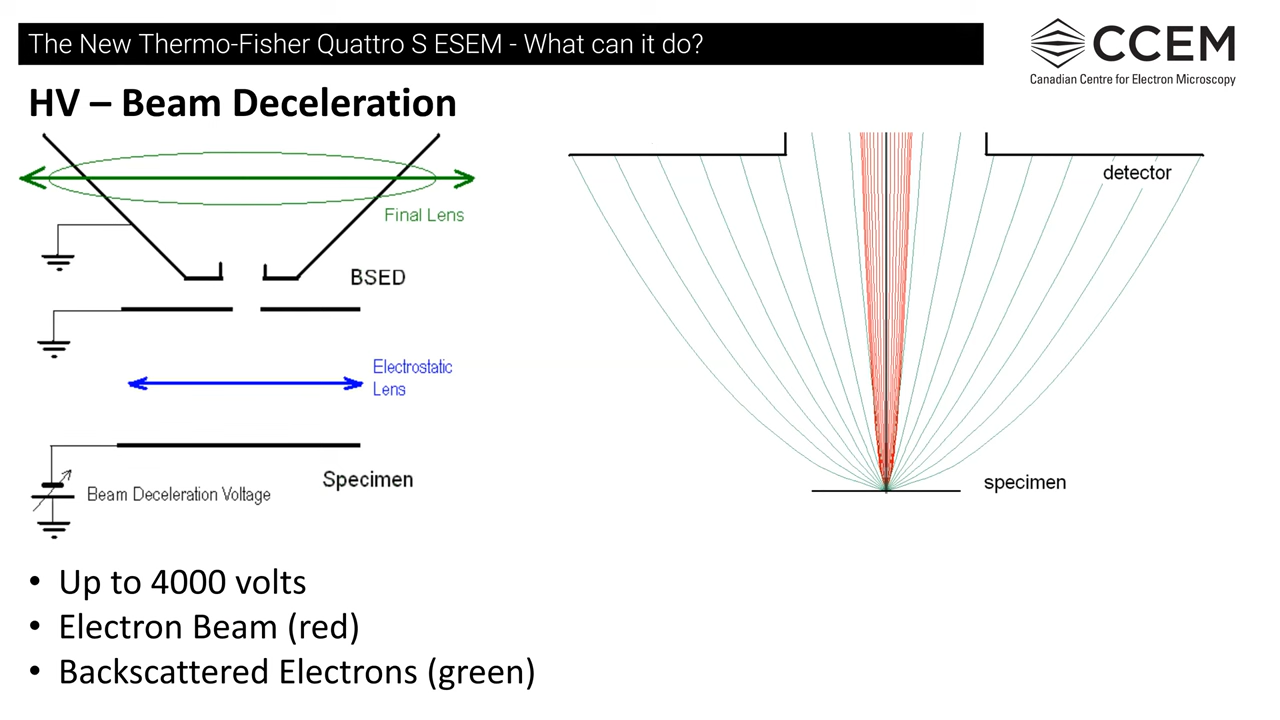 The New Thermo-Fisher Quattro S ESEM - What can it do?
CCEM
Canadian Centre for Electron Microscopy
HV – Beam Deceleration
Final Lens
BSED
Electrostatic
Lens
Specimen
Beam Deceleration Voltage
detector
specimen
• Up to 4000 volts
• Electron Beam (red)
• Backscattered Electrons (green)